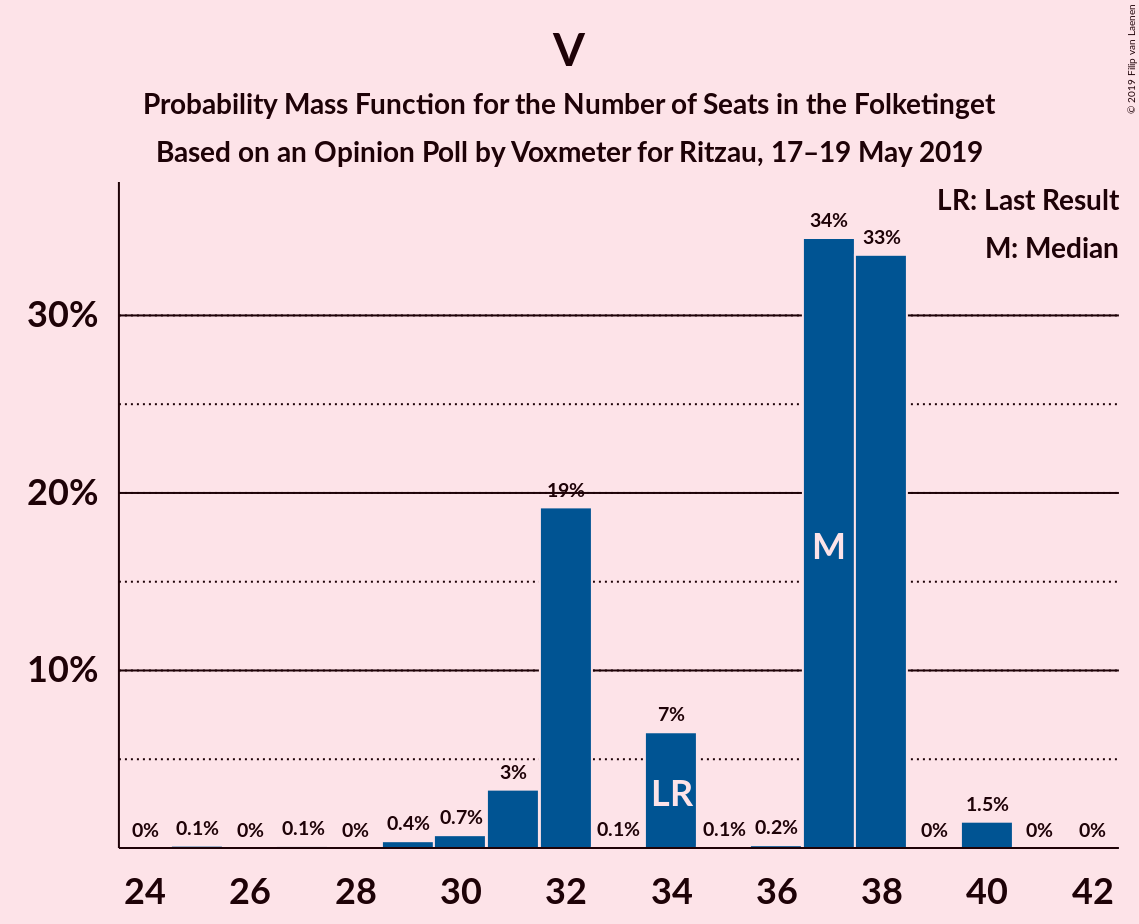 V
Probability Mass Function for the Number of Seats in the Folketinget
Based on an Opinion Poll by Voxmeter for Ritzau, 17–19 May 2019
© 2019 Filip van Laenen
LR: Last Result
M: Median
30%
20%
10%
0%
0.1%
0%
0.1%
0%
0.4%
0.7%
3%
19%
0.1%
7%
0.1%
0.2%
34%
33%
0%
1.5%
0%
0%
M
LR
24 26 28 30 32 34 36 38 40 42